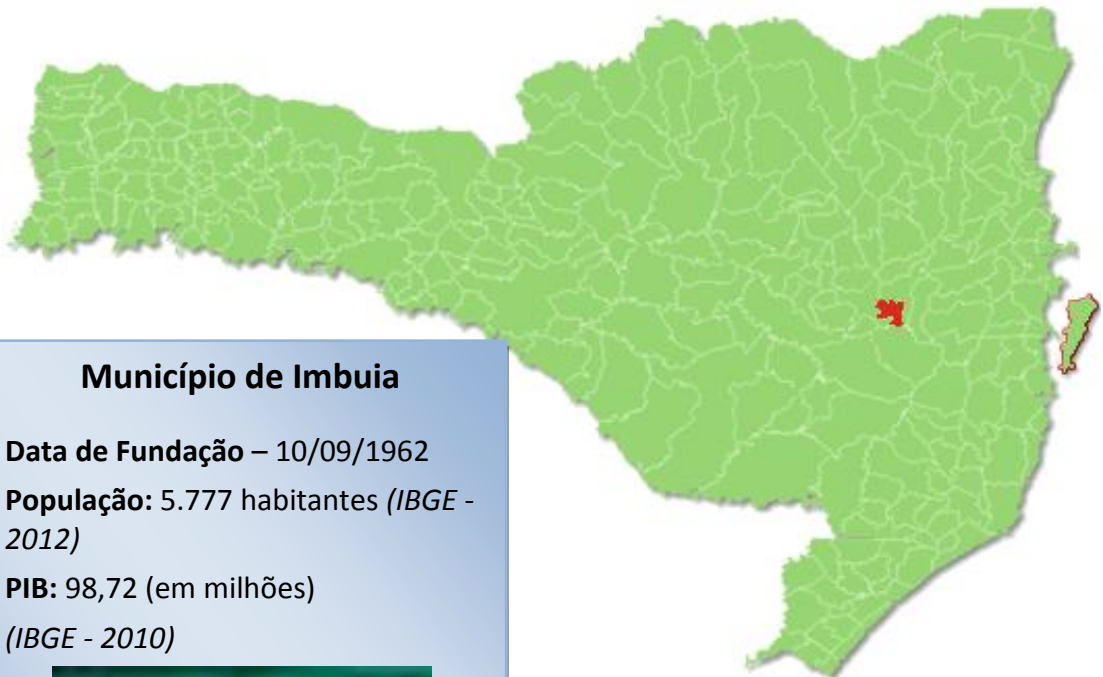 Município de Imbuia
Data de Fundação – 10/09/1962
População: 5.777 habitantes (IBGE -
2012)
PIB: 98,72 (em milhões)
(IBGE - 2010)